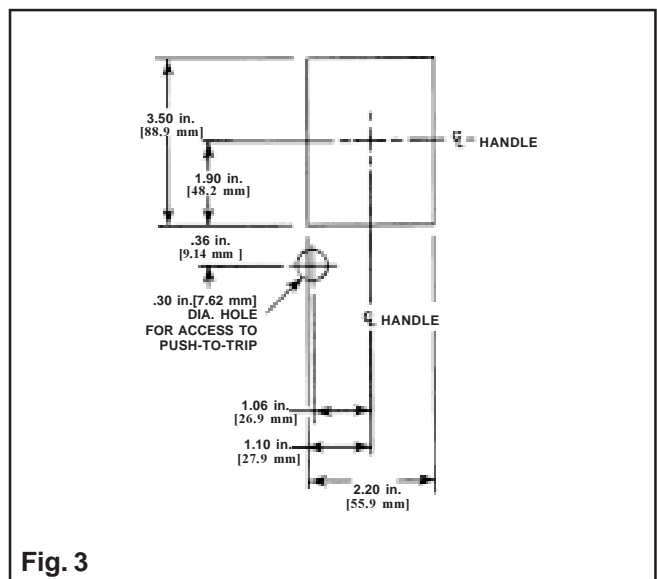 3.50 in.
[88.9 mm]
℄ HANDLE
1.90 in.
[48.2 mm]
.36 in.
[9.14 mm ]
.30 in.[7.62 mm]
DIA. HOLE
FOR ACCESS TO
PUSH-TO-TRIP
℄ HANDLE
1.06 in.
[26.9 mm]
1.10 in.
[27.9 mm]
2.20 in.
[55.9 mm]
Fig. 3